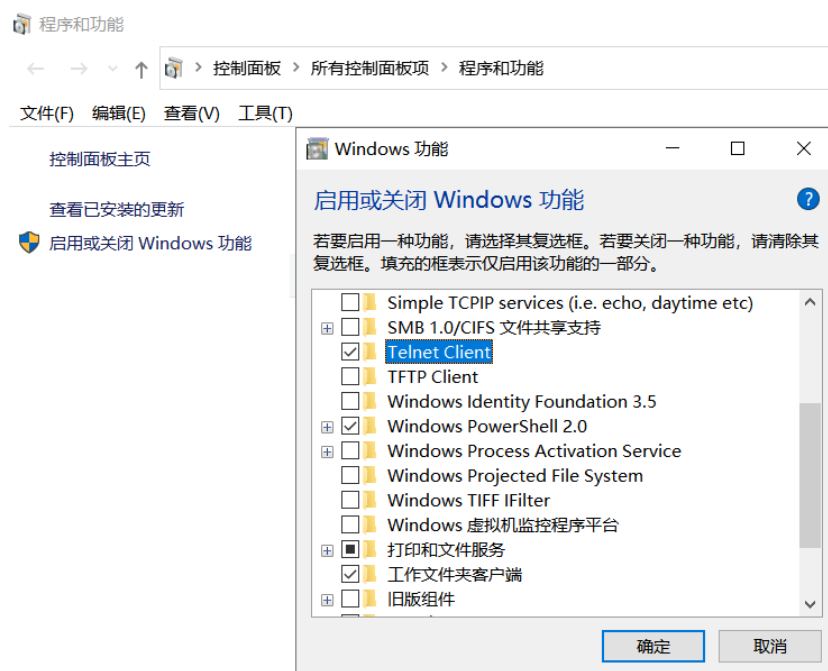 程序和功能
控制面板 > 所有控制面板项 > 程序和功能
文件(F) 编辑(E) 查看(V) 工具(T)
控制面板主页
查看已安装的更新
启用或关闭 Windows 功能
Windows 功能
启用或关闭 Windows 功能
若要启用一种功能，请选择其复选框。若要关闭一种功能，请清除其
复选框。填充的框表示仅启用该功能的一部分。
Simple TCPIP services (i.e. echo, daytime etc)
SMB 1.0/CIFS 文件共享支持
Telnet Client
TFTP Client
Windows Identity Foundation 3.5
Windows PowerShell 2.0
Windows Process Activation Service
Windows Projected File System
Windows TIFF IFilter
Windows 虚拟机监控程序平台
打印和文件服务
工作文件夹客户端
旧版组件
确定 取消